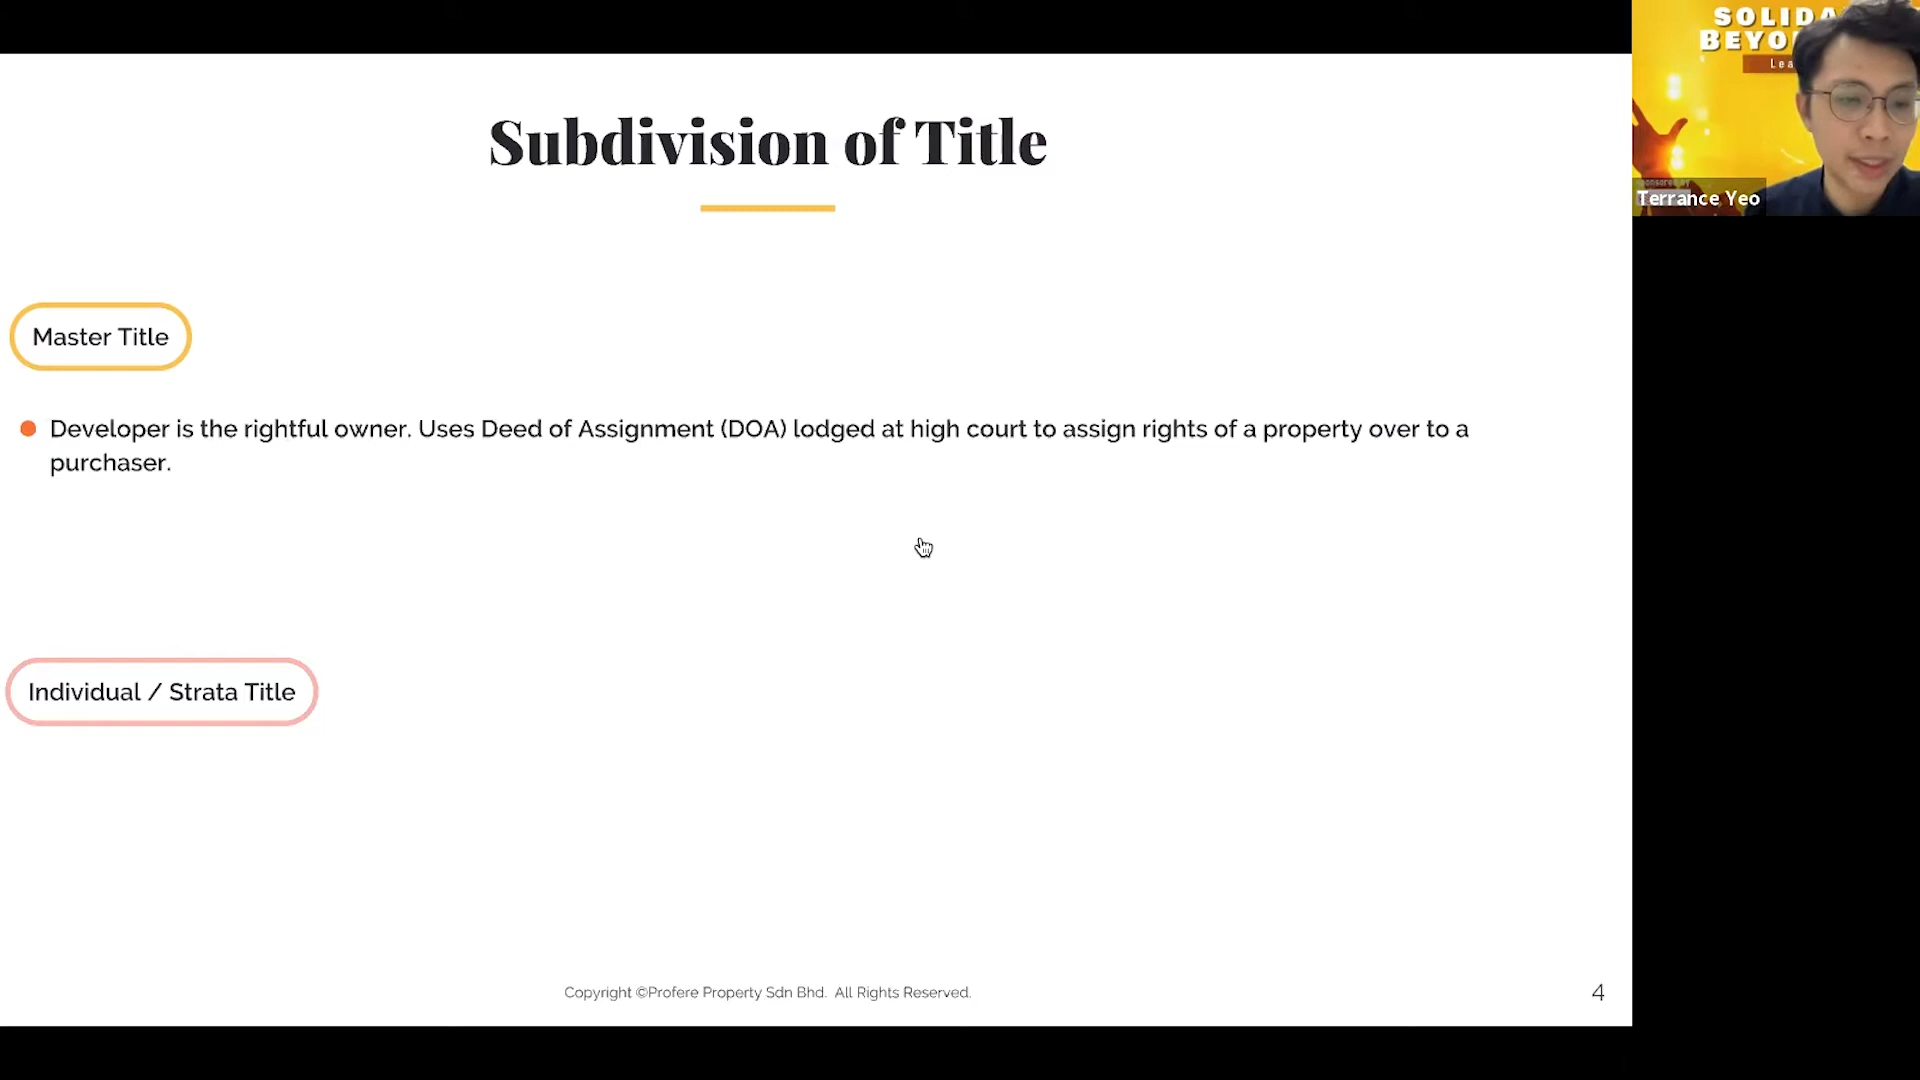 Subdivision of Title
Master Title
Developer is the rightful owner. Uses Deed of Assignment (DOA) lodged at high court to assign rights of a property over to a
purchaser.
Individual / Strata Title
Copyright ©Profere Property Sdn Bhd. All Rights Reserved.
4
SOLIDA
BEYO
Lea
Terrance Yeo